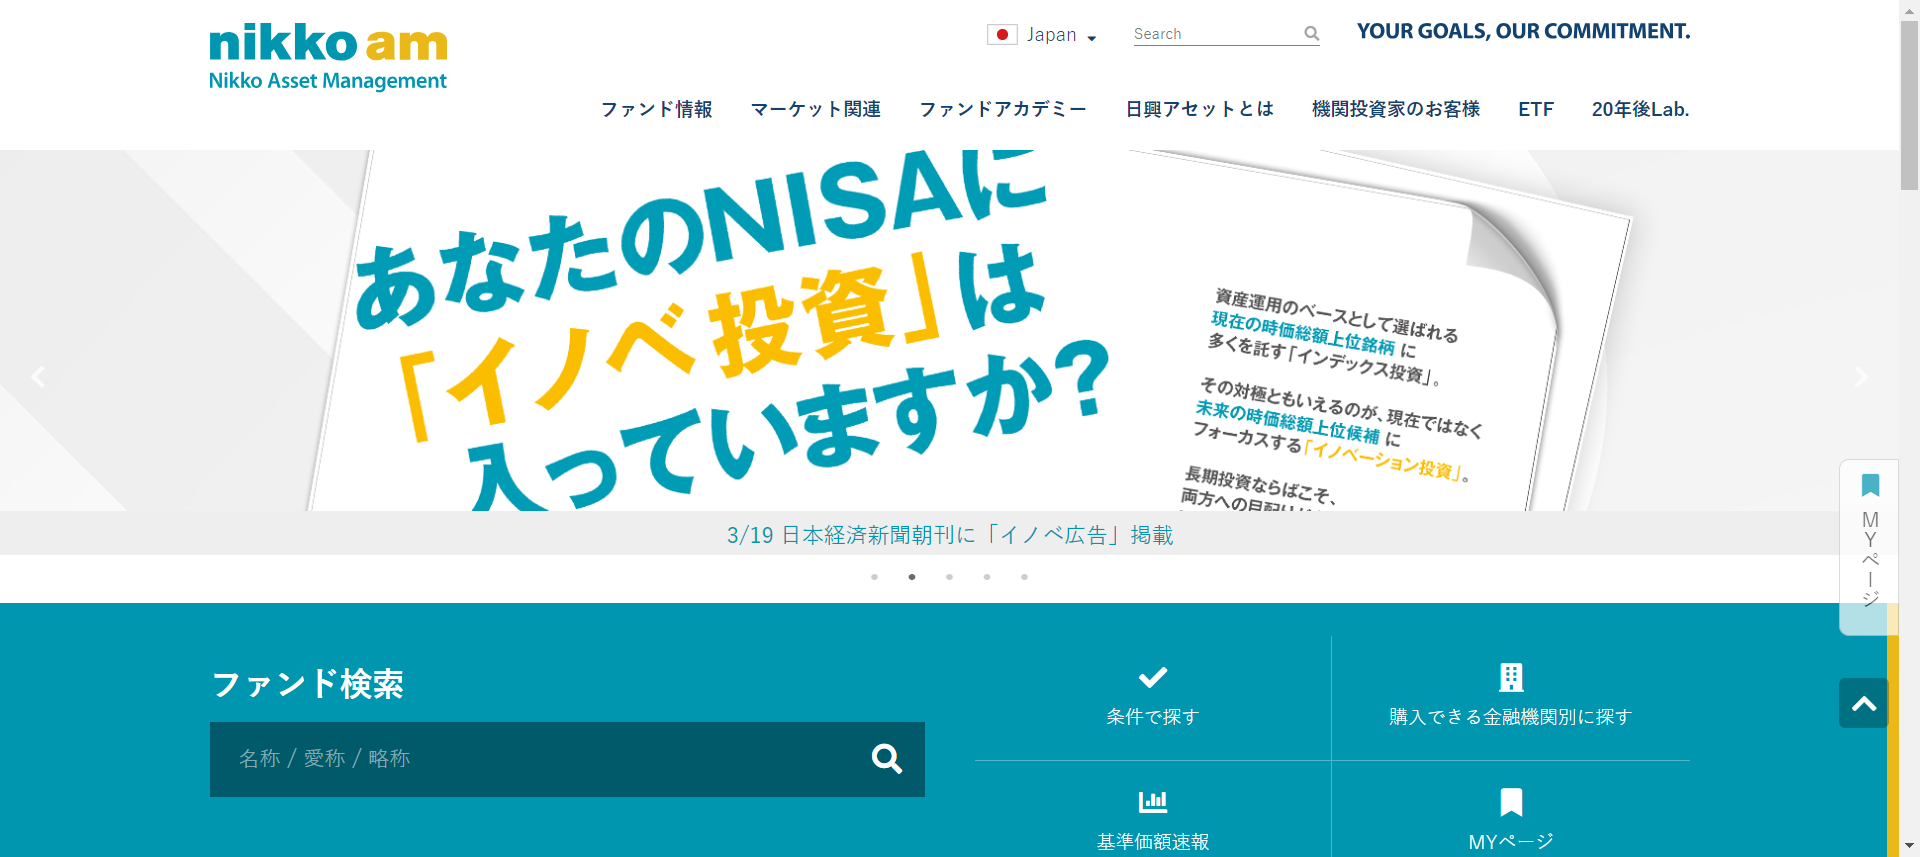 nikko am
Nikko Asset Management
Japan
Search
YOUR GOALS, OUR COMMITMENT.
ファンド情報
マーケット関連
ファンドアカデミー
日興アセットとは
機関投資家のお客様
ETF
20年後Lab.
あなたのNISAに
「イノベ投資」は
入っていますか?
資産運用のベースとして選ばれる
現在の時価総額上位銘柄 に
多くを託す「インデックス投資」。
その対極ともいえるのが、現在ではなく
未来の時価総額上位候補 に
フォーカスする「イノベーション投資」。
長期投資ならばこそ、
両方への目配り
3/19 日本経済新聞朝刊に「イノベ広告」掲載
MYページ
ファンド検索
名称 / 愛称 / 略称
条件で探す
購入できる金融機関別に探す
基準価額速報
MYページ